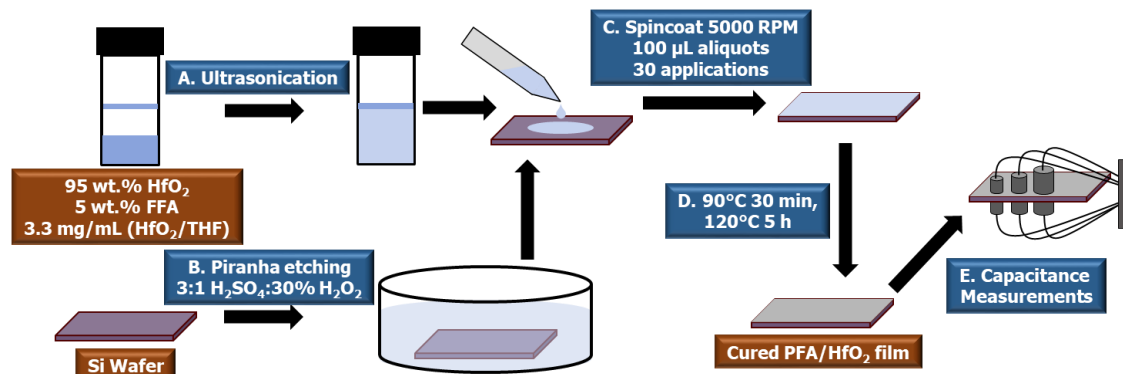 A. Ultrasonication
C. Spincoat 5000 RPM
100 µL aliquots
30 applications
95 wt.% HfO₂
5 wt.% FFA
3.3 mg/mL (HfO₂/THF)
B. Piranha etching
3:1 H₂SO₄:30% H₂O₂
Si Wafer
D. 90°C 30 min,
120°C 5 h
E. Capacitance
Measurements
Cured PFA/HfO₂ film